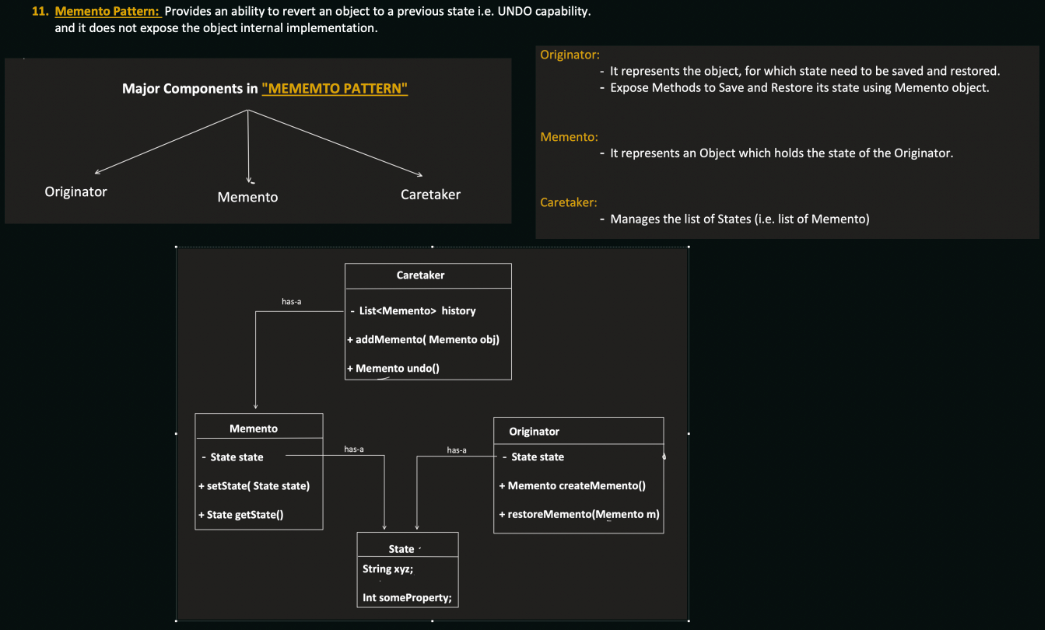 11. Memento Pattern: Provides an ability to revert an object to a previous state i.e. UNDO capability.
and it does not expose the object internal implementation.
Major Components in "MEMEMTO PATTERN"
Originator
Memento
Caretaker
Originator:
- It represents the object, for which state need to be saved and restored.
- Expose Methods to Save and Restore its state using Memento object.
Memento:
- It represents an Object which holds the state of the Originator.
Caretaker:
- Manages the list of States (i.e. list of Memento)
Caretaker
- List<Memento> history
+ addMemento( Memento obj)
+ Memento undo()
has-a
Memento
- State state
+ setState( State state)
+ State getState()
has-a
has-a
Originator
- State state
+ Memento createMemento()
+ restoreMemento(Memento m)
State
String xyz;
Int someProperty;